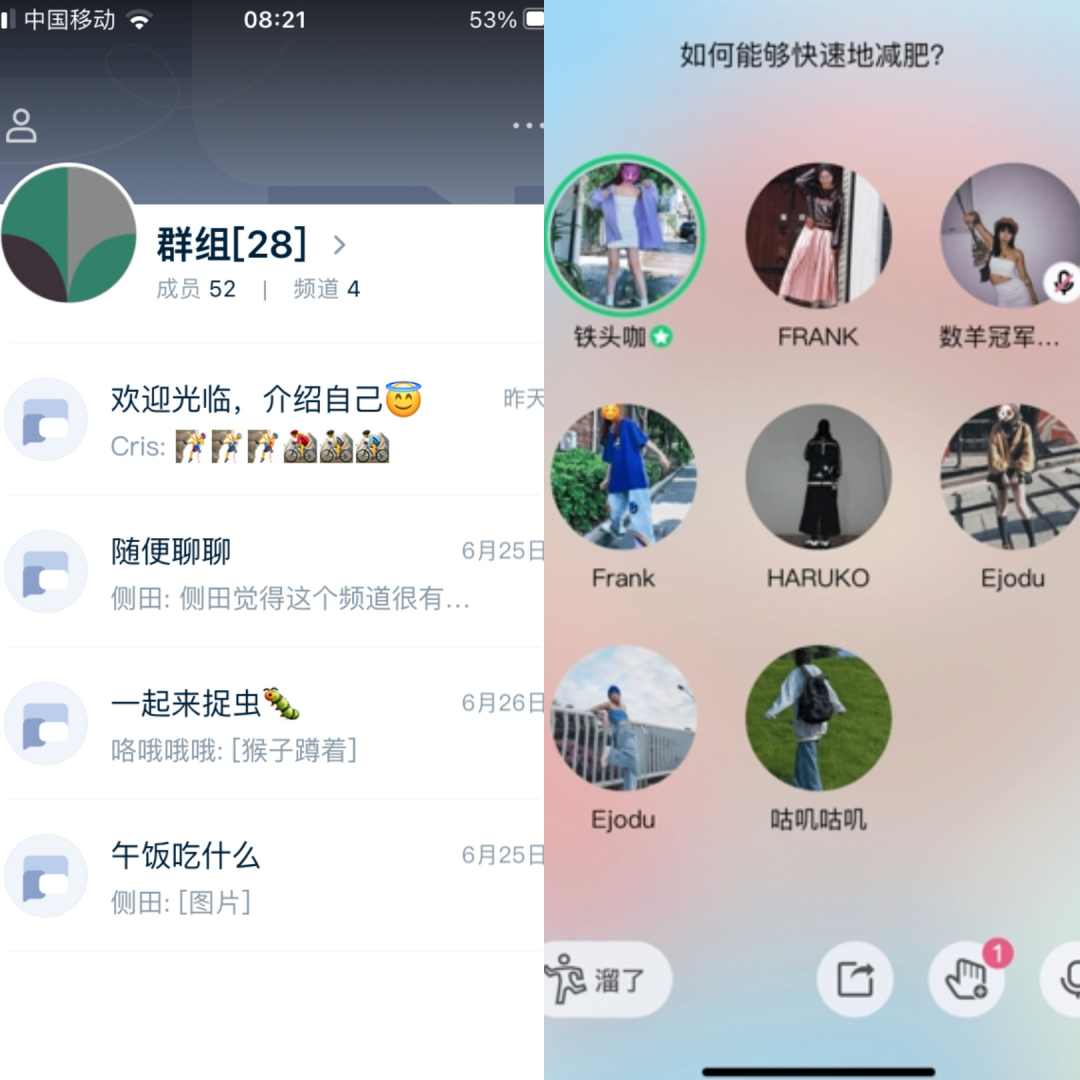 中国移动
08:21
53%
群组[28]
成员 52 | 频道 4
欢迎光临，介绍自己😇
昨天
Cris: 🧗‍♀️🧗🧗‍♂️🚵‍♀️🚵🚵‍♂️
随便聊聊
6月25日
侧田: 侧田觉得这个频道很有...
一起来捉虫🐛
6月26日
咯哦哦哦: [猴子蹲着]
午饭吃什么
6月25日
侧田: [图片]
如何能够快速地减肥?
铁头咖
FRANK
数羊冠军...
Frank
HARUKO
Ejodu
Ejodu
咕叽咕叽
溜了
1